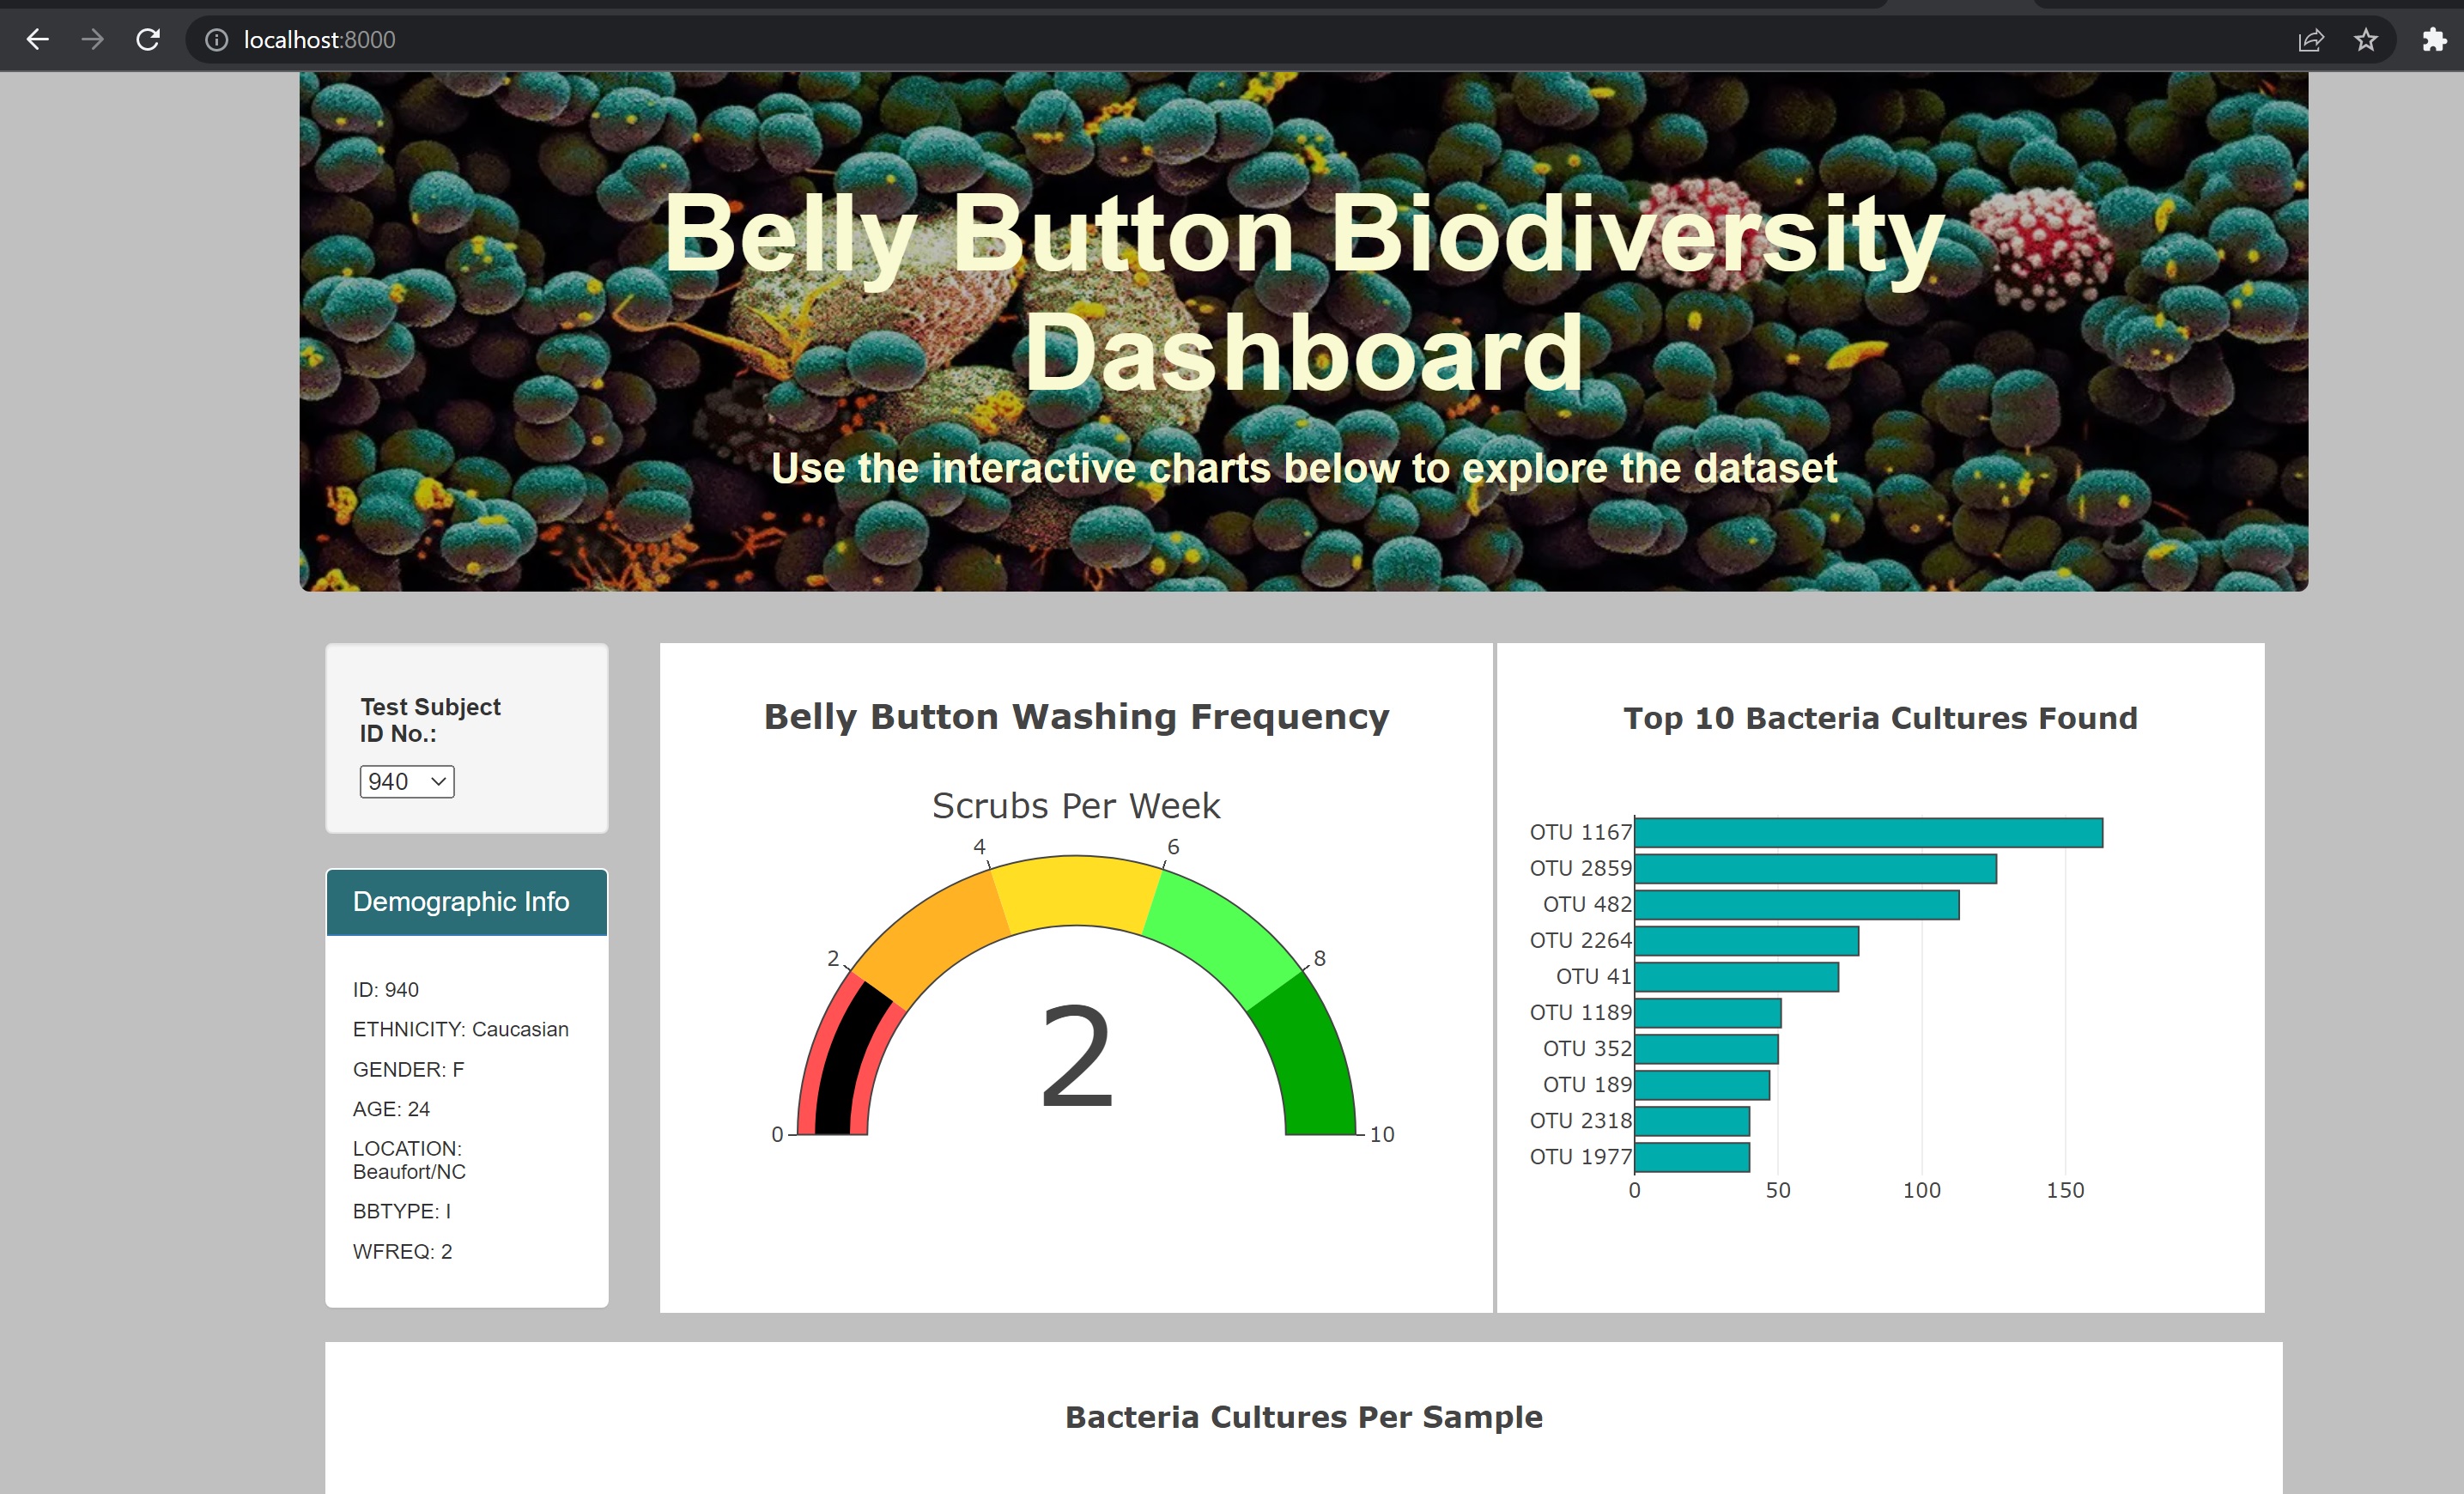 localhost:8000
Belly Button Biodiversity
Dashboard
Use the interactive charts below to explore the dataset
Test Subject
ID No.:
940
Demographic Info
ID: 940
ETHNICITY: Caucasian
GENDER: F
AGE: 24
LOCATION:
Beaufort/NC
BBTYPE: I
WFREQ: 2
Belly Button Washing Frequency
Scrubs Per Week
0
2
4
6
8
10
2
Top 10 Bacteria Cultures Found
OTU 1167
OTU 2859
OTU 482
OTU 2264
OTU 41
OTU 1189
OTU 352
OTU 189
OTU 2318
OTU 1977
0 50 100 150
Bacteria Cultures Per Sample